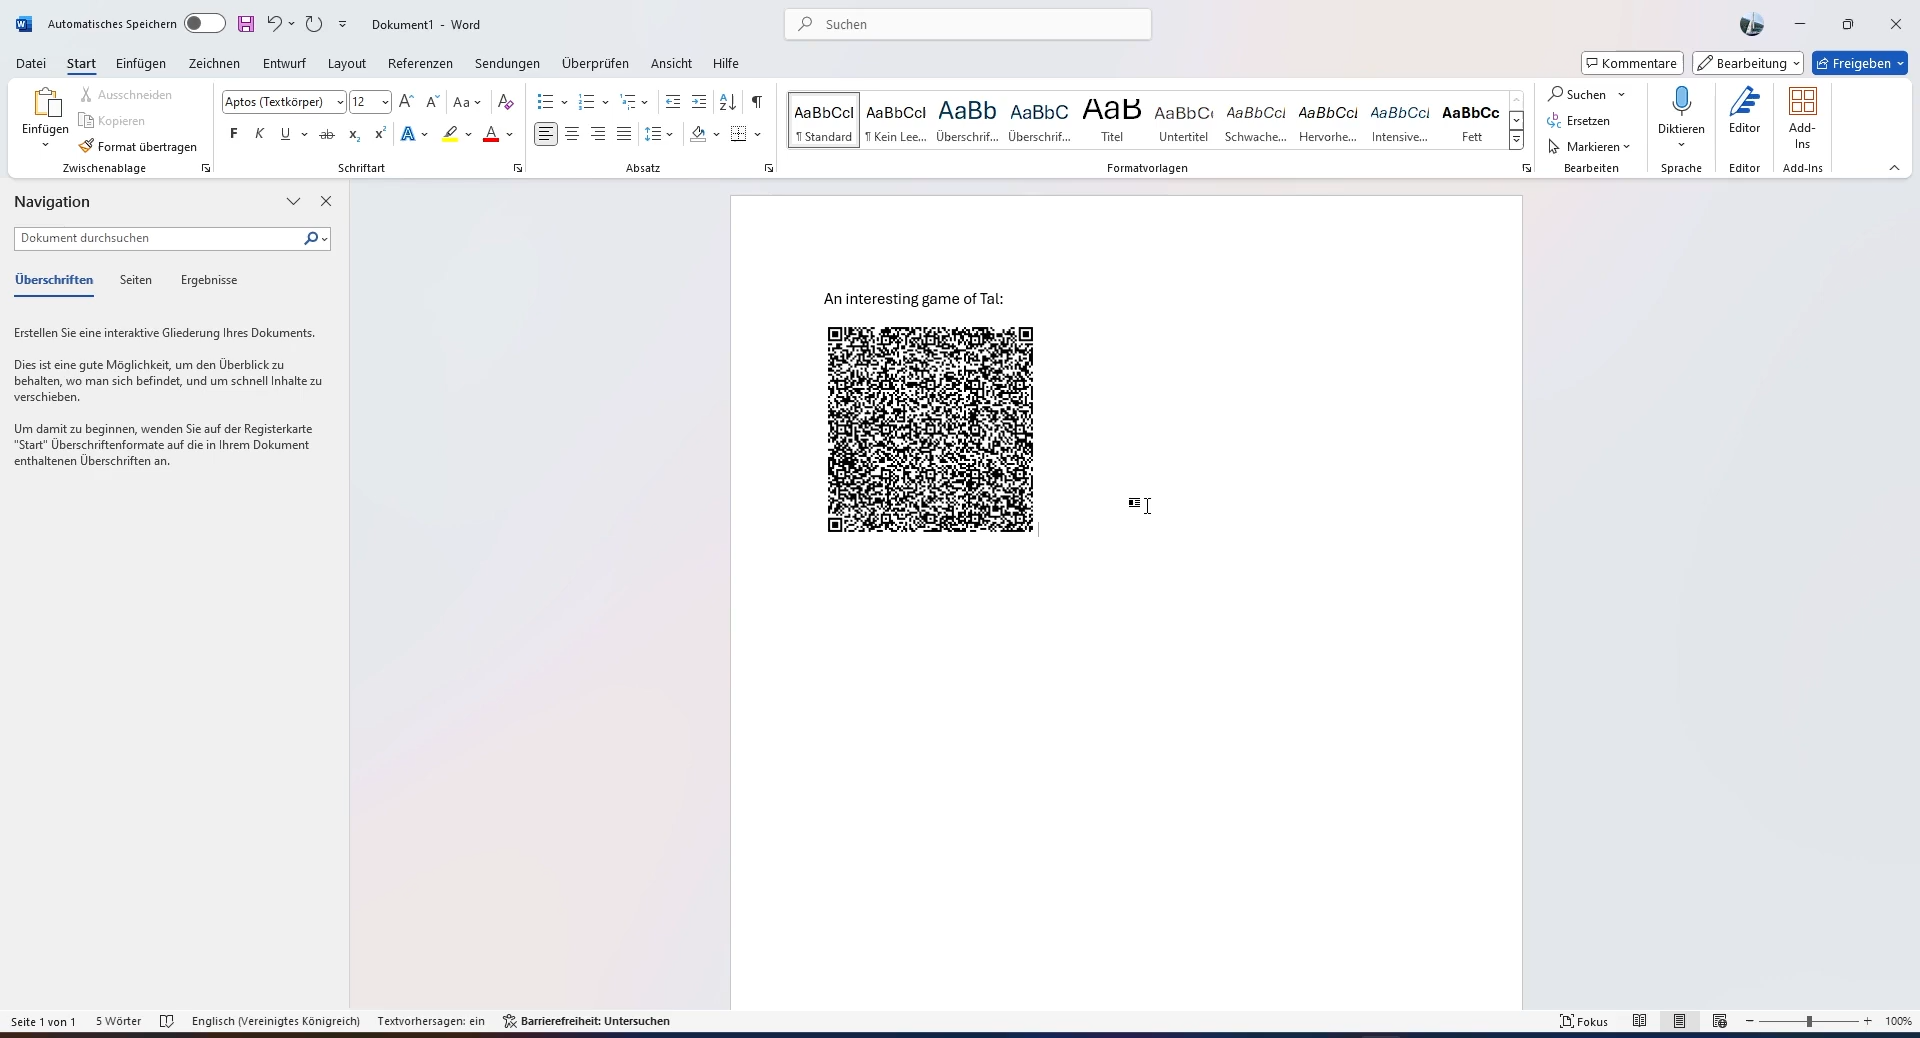 Automatisches Speichern
Dokument1 - Word
Suchen
Datei Start Einfügen Zeichnen Entwurf Layout Referenzen Sendungen Überprüfen Ansicht Hilfe
Kommentare Bearbeitung Freigeben
Einfügen
Ausschneiden
Kopieren
Format übertragen
Zwischenablage
Aptos (Textkörper) 12
F K U ab x₂ x² A A
Schriftart
Absatz
AaBbCcI AaBbCcI AaBb AaBbC AaB AaBbCc AaBbCcI AaBbCcI AaBbCcI AaBbCc
¶ Standard ¶ Kein Lee... Überschrif... Überschrif... Titel Untertitel Schwache... Hervorhe... Intensive... Fett
Formatvorlagen
Suchen
Ersetzen
Markieren
Bearbeiten
Diktieren
Sprache
Editor
Editor
Add-
Ins
Add-Ins
Navigation
Dokument durchsuchen
Überschriften Seiten Ergebnisse
Erstellen Sie eine interaktive Gliederung Ihres Dokuments.
Dies ist eine gute Möglichkeit, um den Überblick zu
behalten, wo man sich befindet, und um schnell Inhalte zu
verschieben.
Um damit zu beginnen, wenden Sie auf der Registerkarte
"Start" Überschriftenformate auf die in Ihrem Dokument
enthaltenen Überschriften an.
An interesting game of Tal:
Seite 1 von 1 5 Wörter Englisch (Vereinigtes Königreich) Textvorhersagen: ein Barrierefreiheit: Untersuchen
Fokus 100%